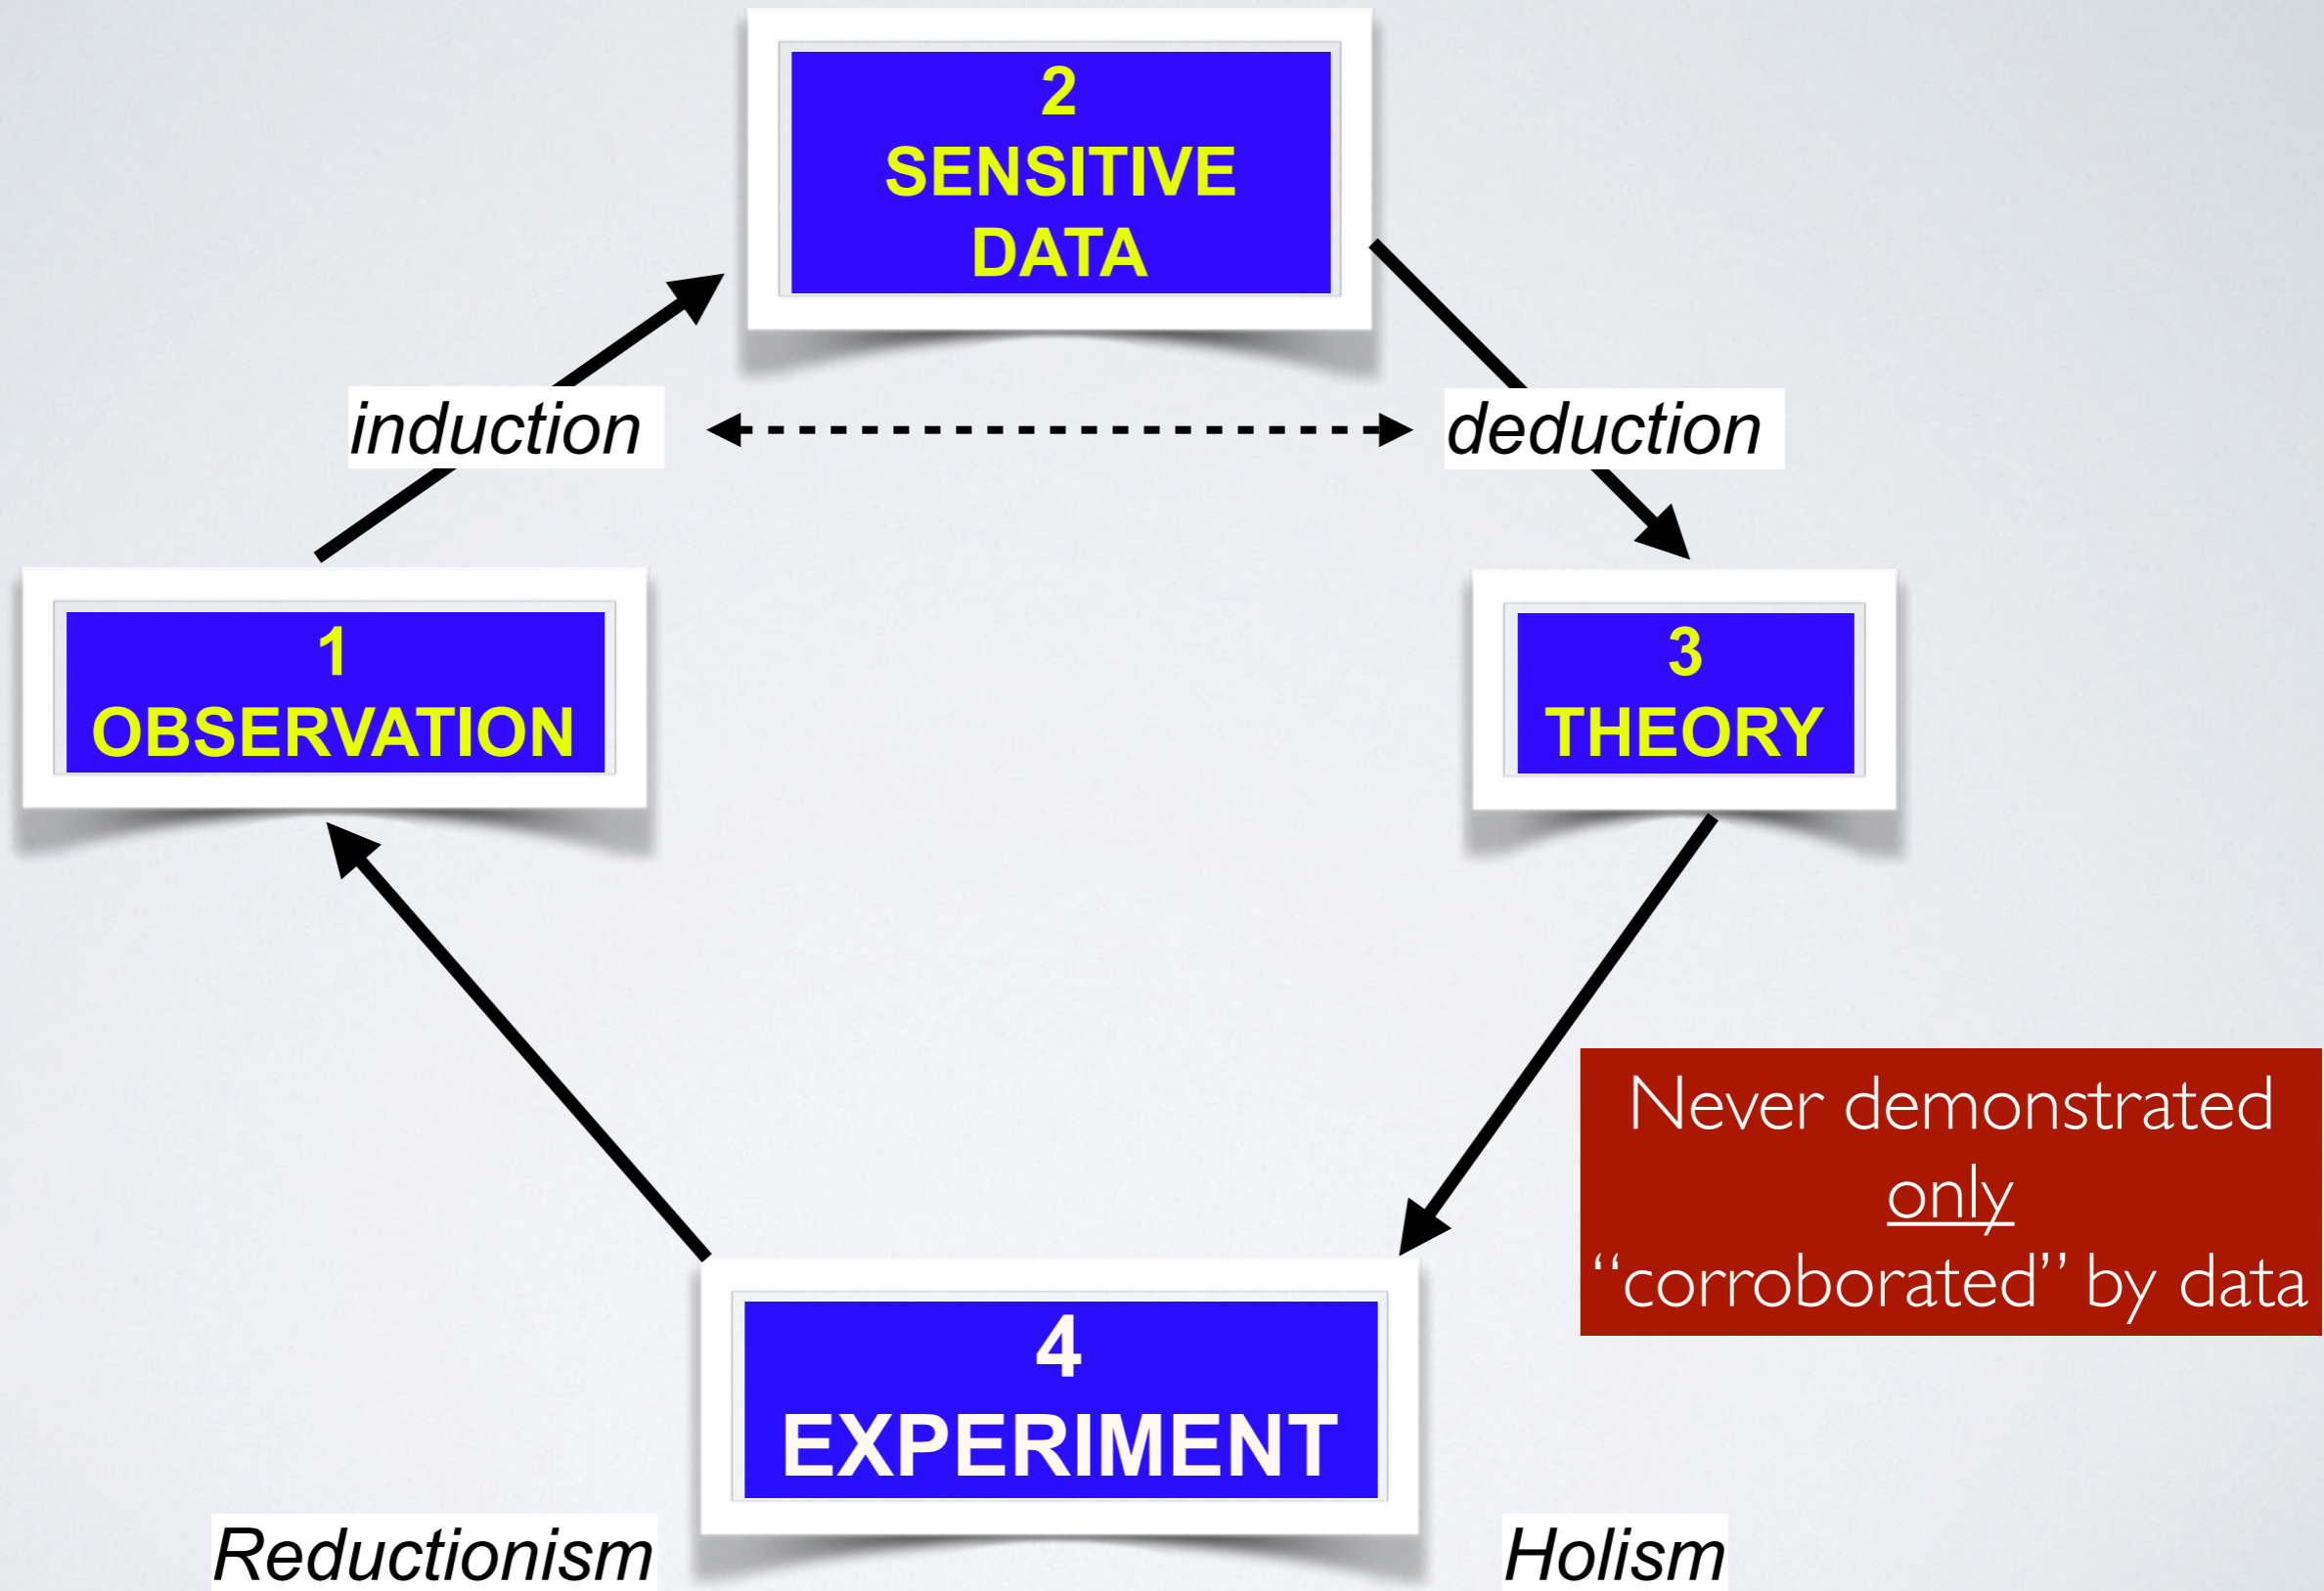 2
SENSITIVE
DATA
induction
deduction
1
OBSERVATION
3
THEORY
Never demonstrated
only
“corroborated” by data
4
EXPERIMENT
Reductionism
Holism